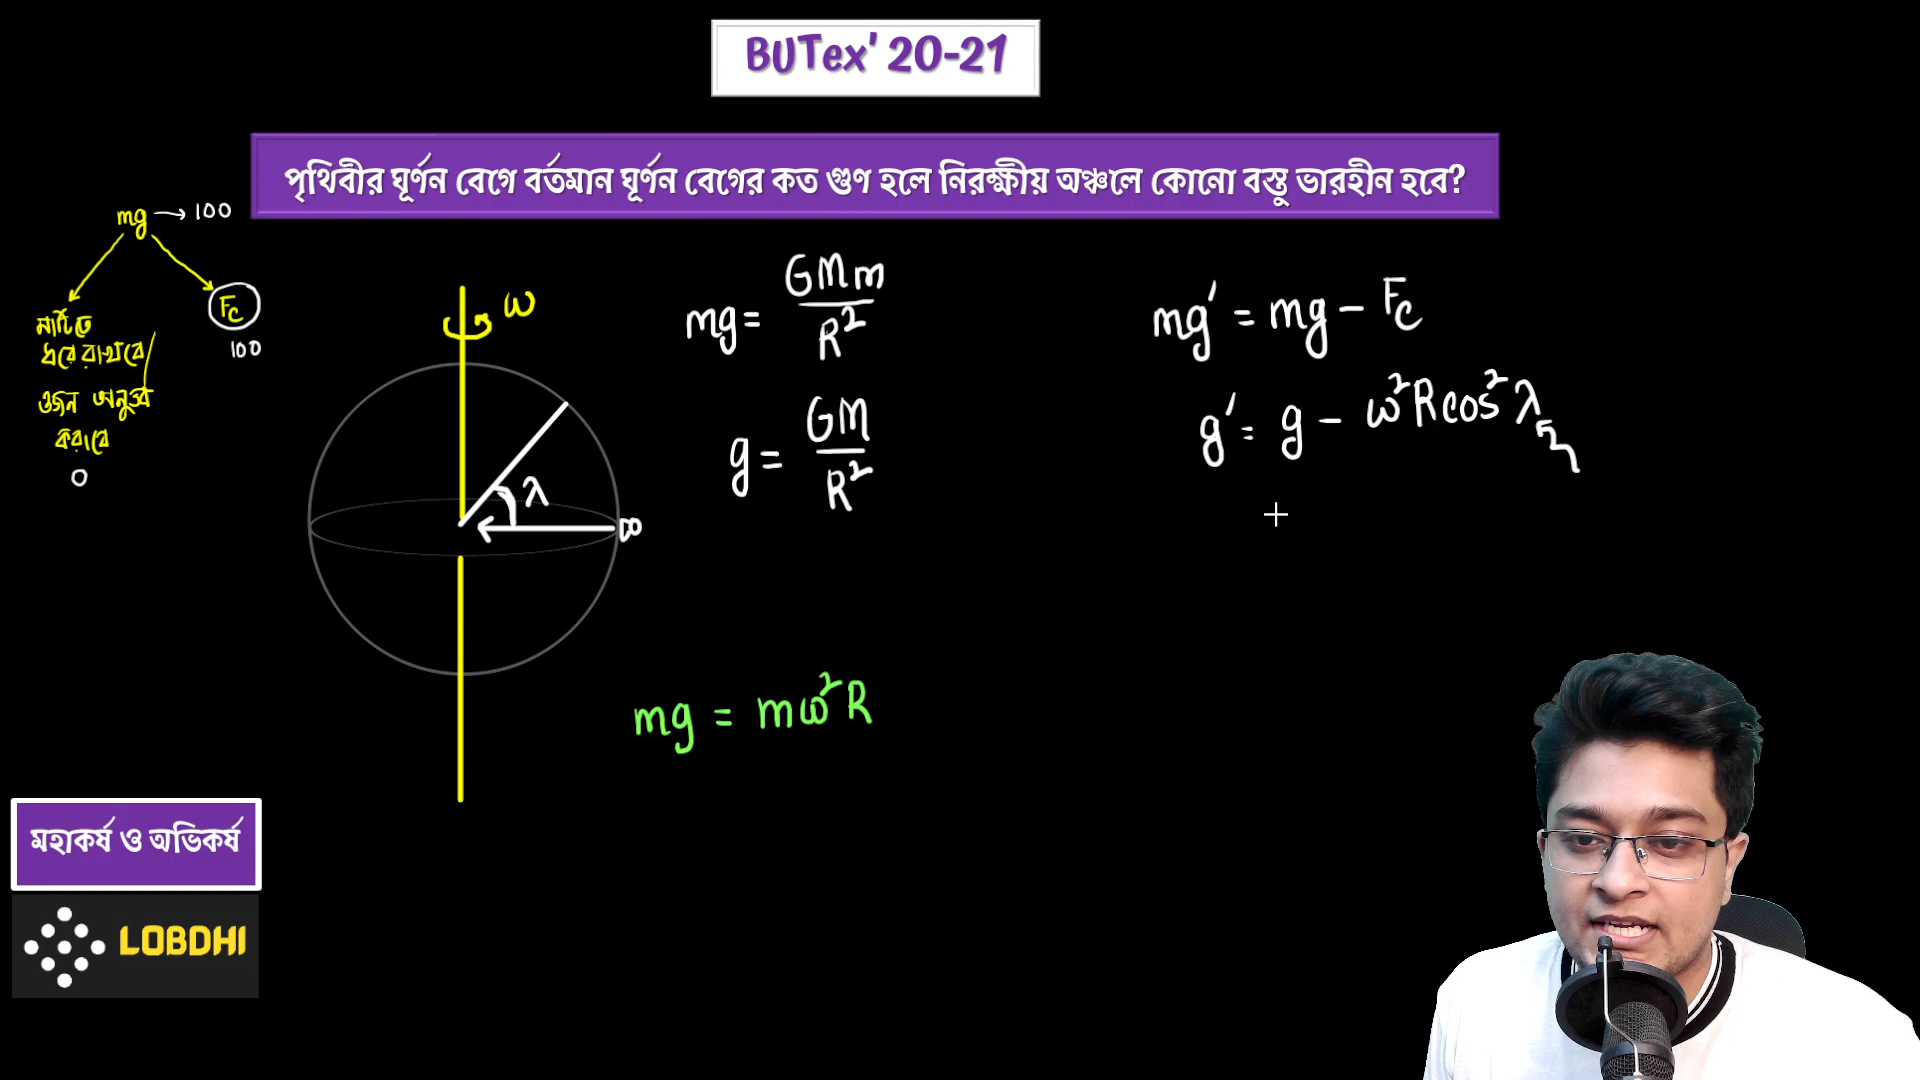 BUTex' 20-21
পৃথিবীর ঘূর্ণন বেগে বর্তমান ঘূর্ণন বেগের কত গুণ হলে নিরক্ষীয় অঞ্চলে কোনো বস্তু ভারহীন হবে?
mg → 100
মাটিতে
ধরে রাখবে/
ওজন অনুভব
করাবে
0
Fc
100
ω
λ
mg = GMm/R²
g = GM/R²
mg' = mg - Fc
g' = g - ω²Rcos²λ
mg = mω²R
মহাকর্ষ ও অভিকর্ষ
LOBDHI